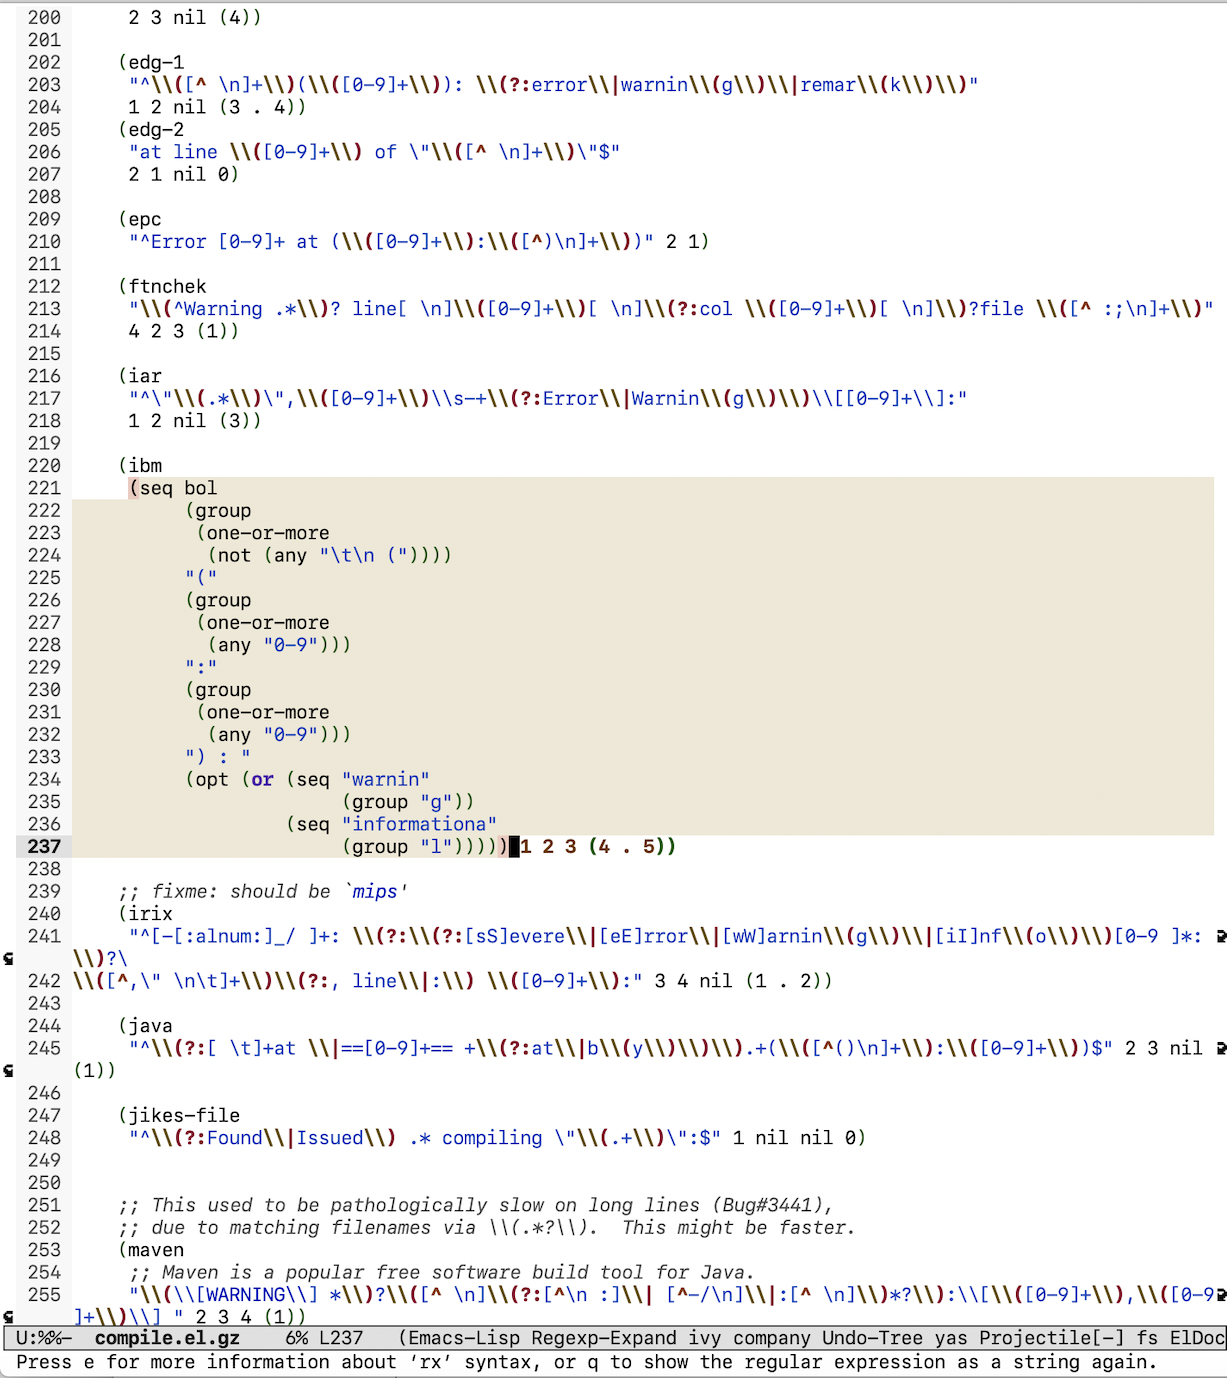 200      2 3 nil (4))
201
202     (edg-1
203      "^\\([^ \n]+\\)(\\([0-9]+\\)): \\(?:error\\|warnin\\(g\\)\\|remar\\(k\\)\\)"
204      1 2 nil (3 . 4))
205     (edg-2
206      "at line \\([0-9]+\\) of \"\\([^ \n]+\\)\"$"
207      2 1 nil 0)
208
209     (epc
210      "^Error [0-9]+ at (\\([0-9]+\\):\\([^)\n]+\\))" 2 1)
211
212     (ftnchek
213      "\\(^Warning .*\\)? line[ \n]\\([0-9]+\\)[ \n]\\(?:col \\([0-9]+\\)[ \n]\\)?file \\([^ :;\n]+\\)"
214      4 2 3 (1))
215
216     (iar
217      "^\"\\(.*\\)\",\\([0-9]+\\)\\s-+\\(?:Error\\|Warnin\\(g\\)\\)\\[[0-9]+\\]:"
218      1 2 nil (3))
219
220     (ibm
221      (seq bol
222           (group
223            (one-or-more
224             (not (any "\t\n ("))))
225           "("
226           (group
227            (one-or-more
228             (any "0-9")))
229           ":"
230           (group
231            (one-or-more
232             (any "0-9")))
233           ") : "
234           (opt (or (seq "warnin"
235                         (group "g"))
236                    (seq "informationa"
237                         (group "l"))))) 1 2 3 (4 . 5))
238
239     ;; fixme: should be `mips'
240     (irix
241      "^[-[:alnum:]_/ ]+: \\(?:\\(?:[sS]evere\\|[eE]rror\\|[wW]arnin\\(g\\)\\|[iI]nf\\(o\\)\\)[0-9 ]*:
\\)?\
242 \\([^,\" \n\t]+\\)\\(?:, line\\|:\\) \\([0-9]+\\):" 3 4 nil (1 . 2))
243
244     (java
245      "^\\(?:[ \t]+at \\|==[0-9]+== +\\(?:at\\|b\\(y\\)\\)\\).+(\\([^()\n]+\\):\\([0-9]+\\))$" 2 3 nil
(1))
246
247     (jikes-file
248      "^\\(?:Found\\|Issued\\) .* compiling \"\\(.+\\)\":$" 1 nil nil 0)
249
250
251     ;; This used to be pathologically slow on long lines (Bug#3441),
252     ;; due to matching filenames via \\(.*?\\).  This might be faster.
253     (maven
254      ;; Maven is a popular free software build tool for Java.
255      "\\(\\[WARNING\\] *\\)?\\([^ \n]\\(?:[^\n :]\\| [^-/\n]\\|:[^ \n]\\)*?\\):\\[\\([0-9]+\\),\\([0-9
]+\\)\\] " 2 3 4 (1))
U:%%-  compile.el.gz    6% L237   (Emacs-Lisp Regexp-Expand ivy company Undo-Tree yas Projectile[-] fs ElDoc
Press e for more information about ‘rx’ syntax, or q to show the regular expression as a string again.